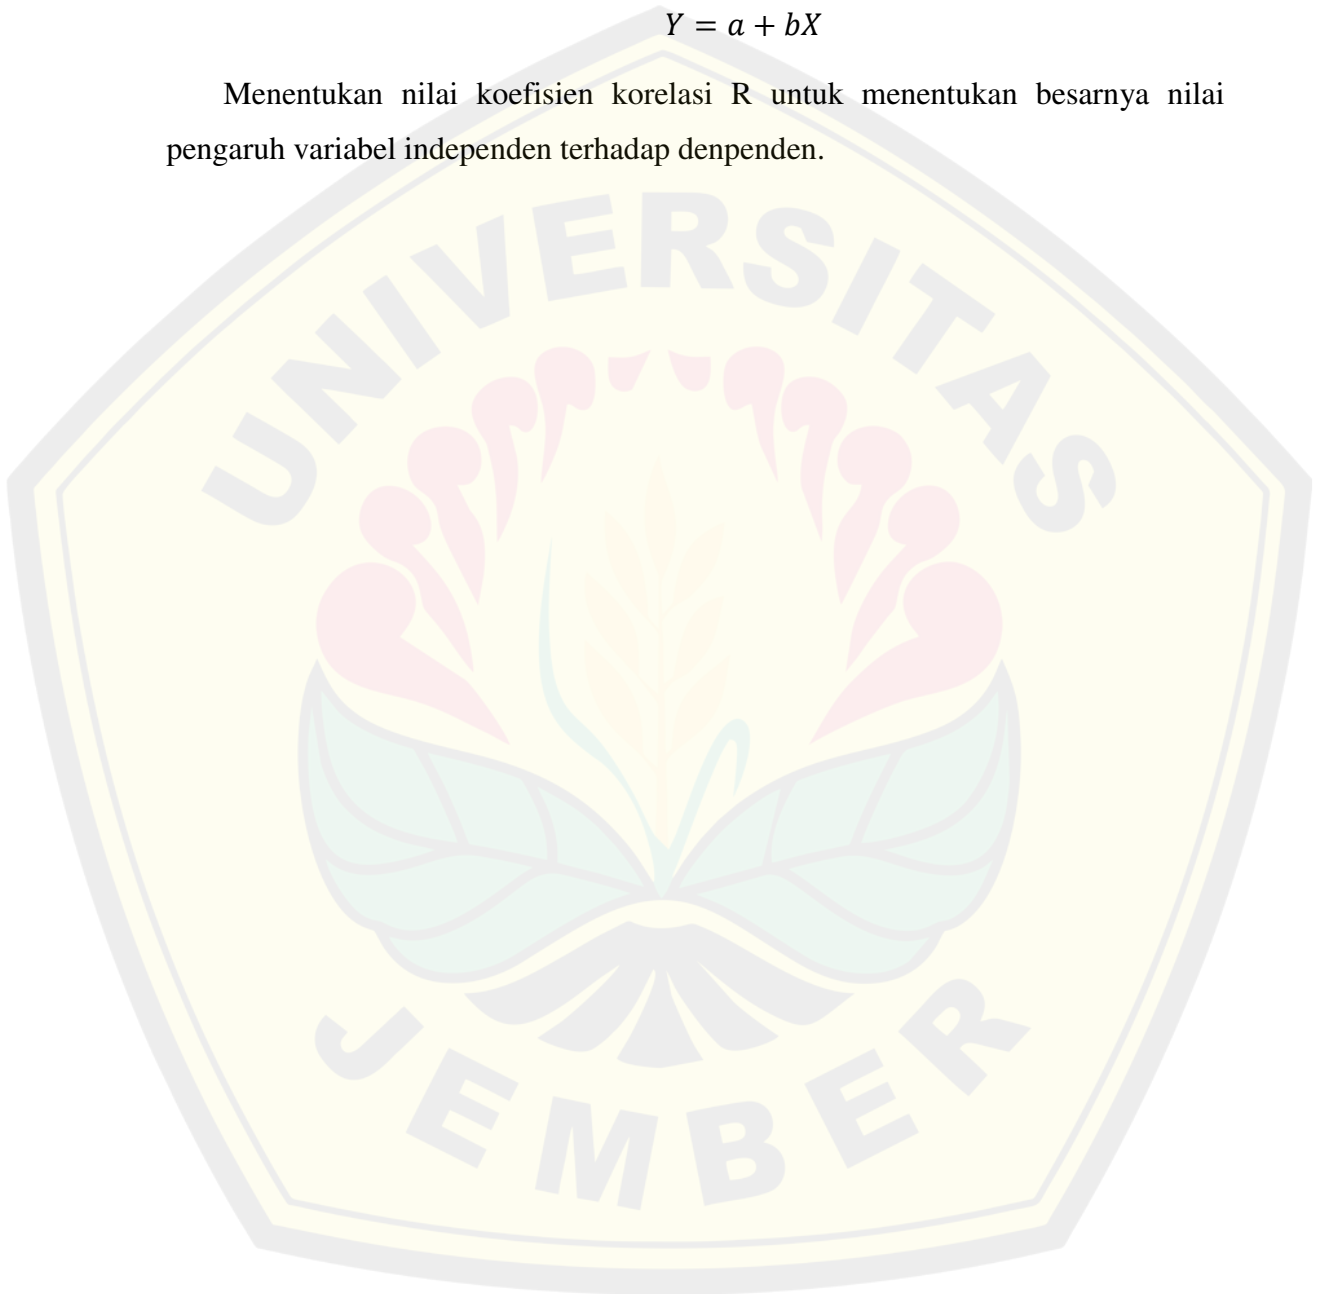 Y = a + bX
Menentukan nilai koefisien korelasi R untuk menentukan besarnya nilai
pengaruh variabel independen terhadap denpenden.
UNIVERSITAS
JEMBER